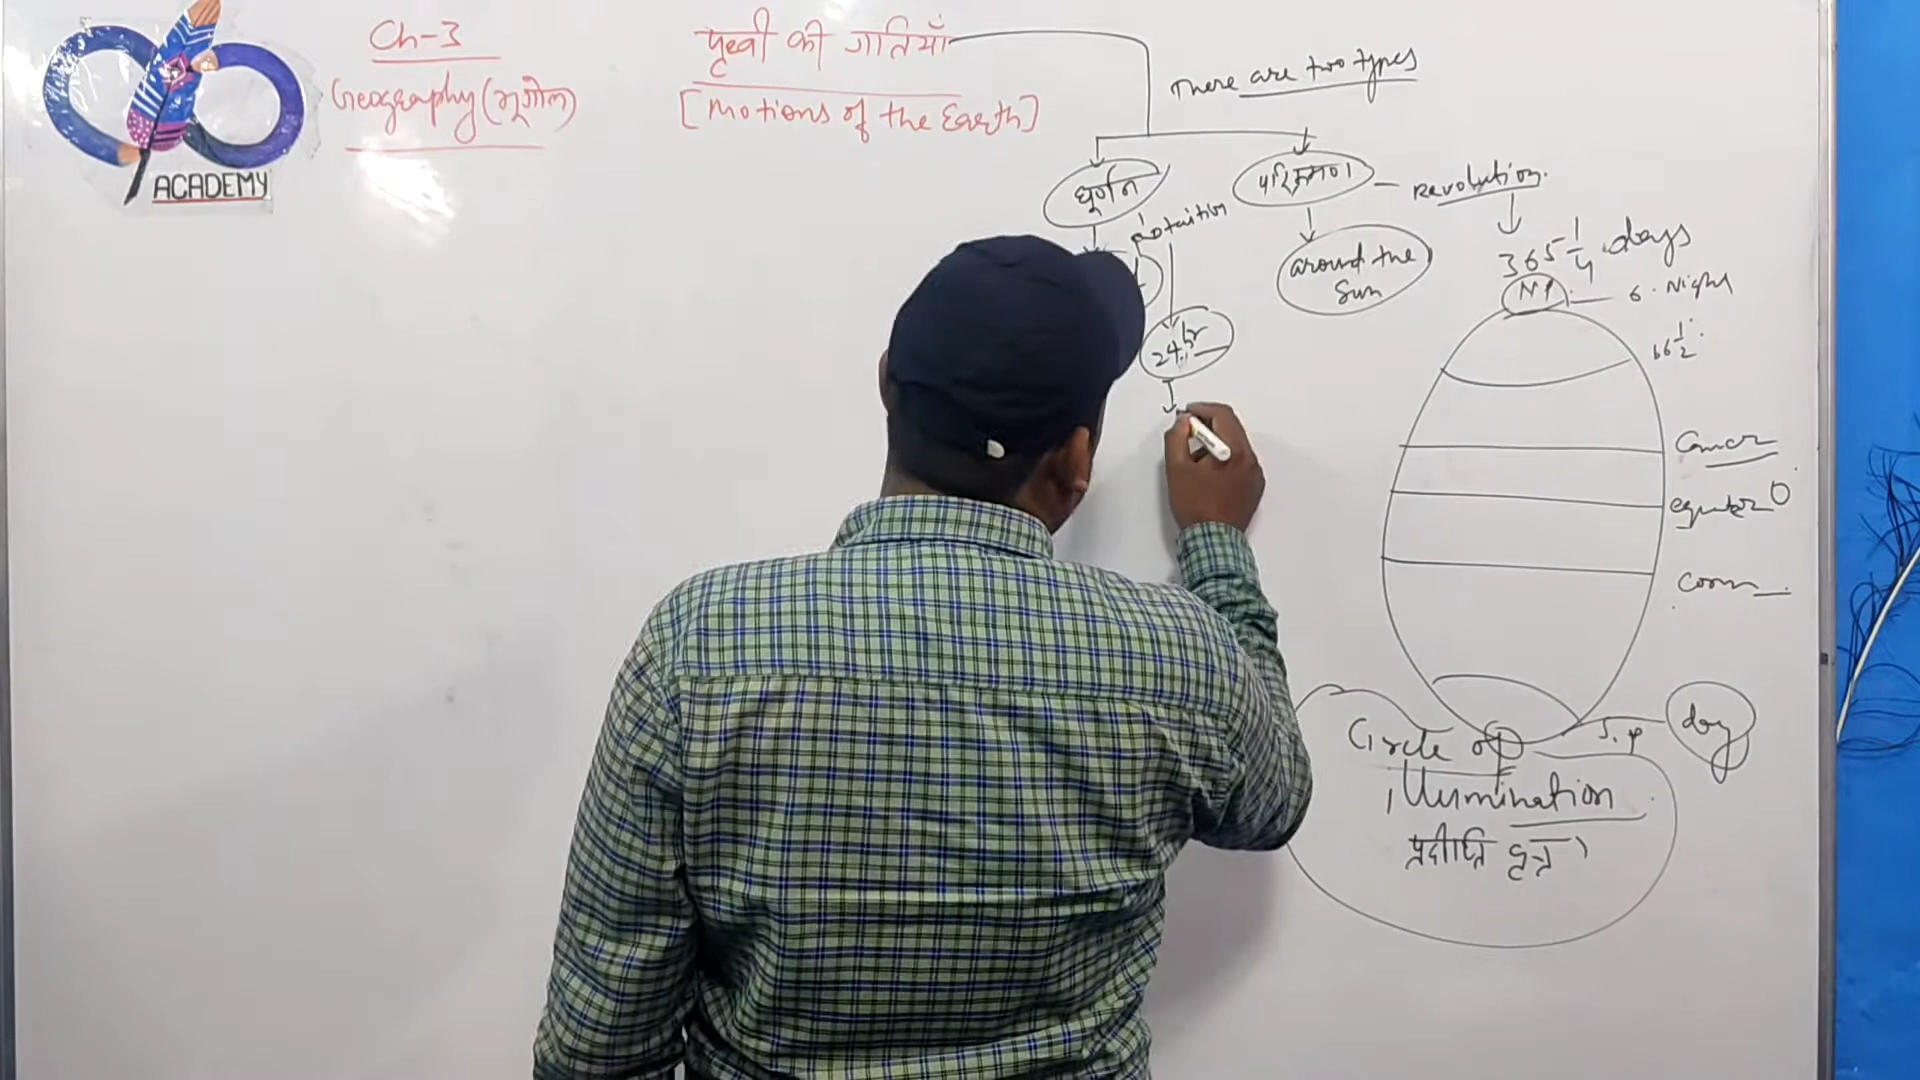 ACADEMY
Ch-3
Geography (भूगोल)
पृथ्वी की गतियाँ
[Motions of the Earth]
There are two types
घूर्णन
परिक्रमण
Revolution.
around the
Sun
24 hr
365 1/4 days
N P
6. Night
66 1/2
Cancer
equator 0
S. P
day
Circle of
illumination
प्रदीप्ति वृत्त।